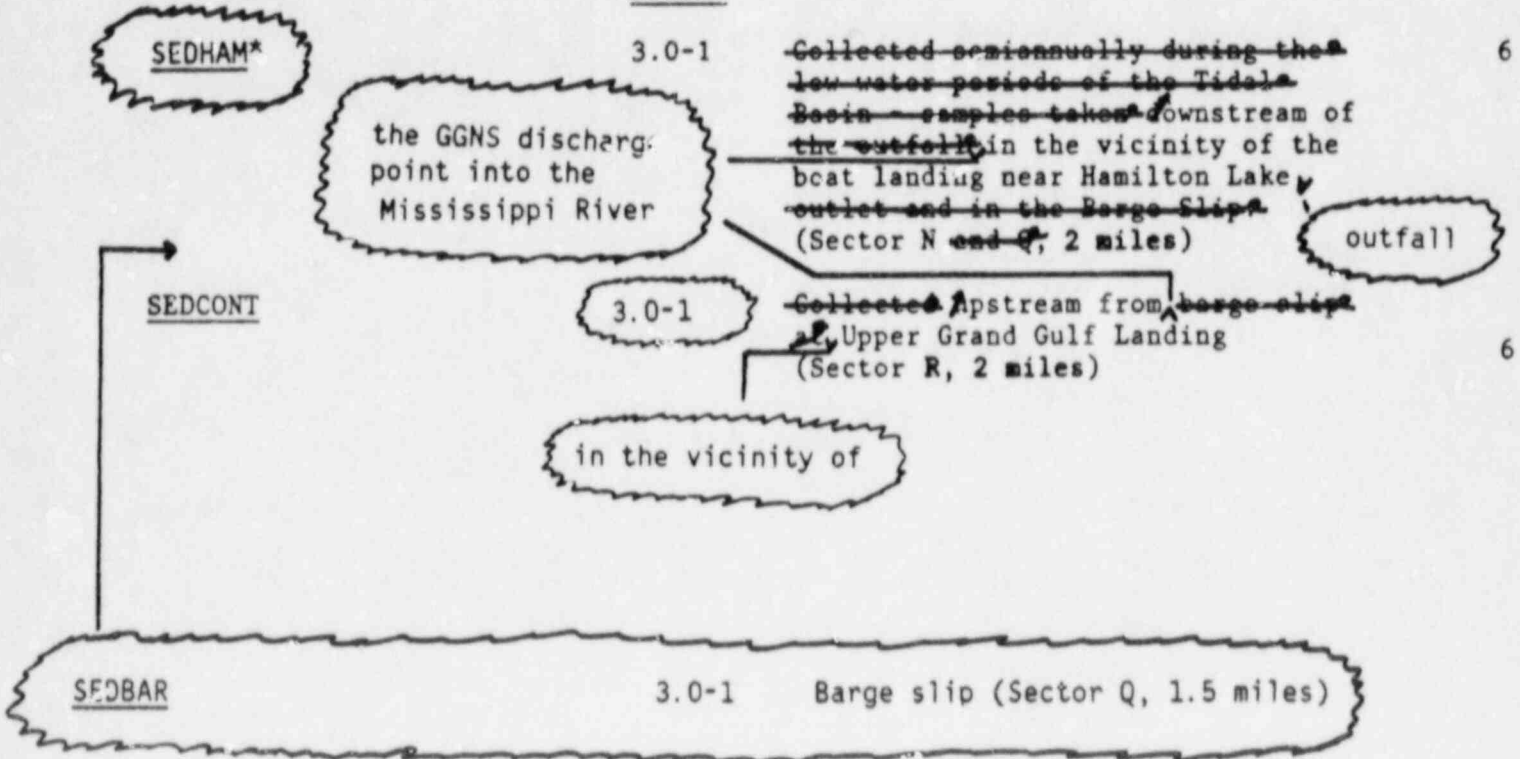 SEDHAM* 3.0-1 Collected semiannually during the 6
low water periods of the Tidal
Basin - samples taken downstream of
the outfall in the vicinity of the
boat landing near Hamilton Lake
outlet and in the Barge Slip.
(Sector N and Q, 2 miles)
the GGNS discharg
point into the
Mississippi River
outfall
SEDCONT 3.0-1 Collected Upstream from barge slip
at Upper Grand Gulf Landing
(Sector R, 2 miles) 6
in the vicinity of
SEDBAR 3.0-1 Barge slip (Sector Q, 1.5 miles)